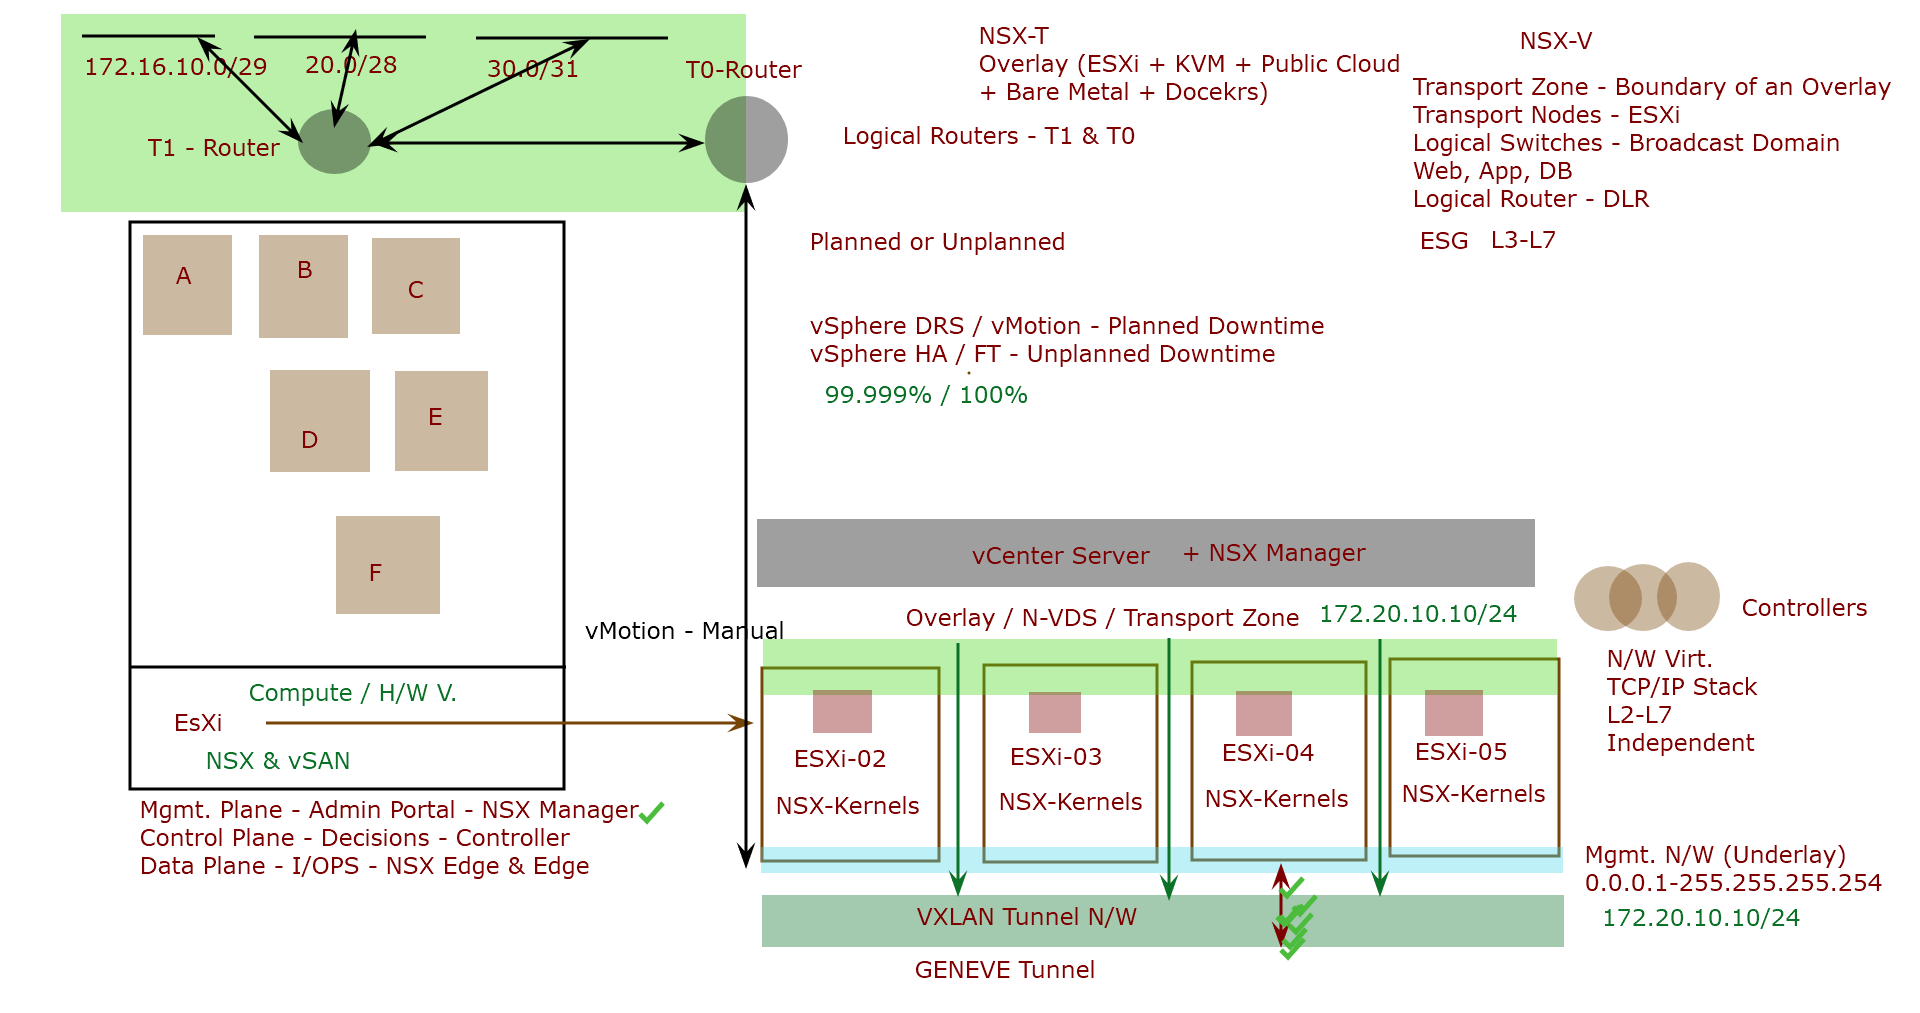 172.16.10.0/29
20.0/28
30.0/31
T0-Router
T1 - Router
NSX-T
Overlay (ESXi + KVM + Public Cloud
+ Bare Metal + Docekrs)
Logical Routers - T1 & T0
NSX-V
Transport Zone - Boundary of an Overlay
Transport Nodes - ESXi
Logical Switches - Broadcast Domain
Web, App, DB
Logical Router - DLR
ESG L3-L7
Planned or Unplanned
vSphere DRS / vMotion - Planned Downtime
vSphere HA / FT - Unplanned Downtime
99.999% / 100%
A
B
C
D
E
F
vMotion - Manual
Compute / H/W V.
EsXi
NSX & vSAN
Mgmt. Plane - Admin Portal - NSX Manager
Control Plane - Decisions - Controller
Data Plane - I/OPS - NSX Edge & Edge
vCenter Server + NSX Manager
Overlay / N-VDS / Transport Zone 172.20.10.10/24
Controllers
N/W Virt.
TCP/IP Stack
L2-L7
Independent
ESXi-02
NSX-Kernels
ESXi-03
NSX-Kernels
ESXi-04
NSX-Kernels
ESXi-05
NSX-Kernels
Mgmt. N/W (Underlay)
0.0.0.1-255.255.255.254
172.20.10.10/24
VXLAN Tunnel N/W
GENEVE Tunnel